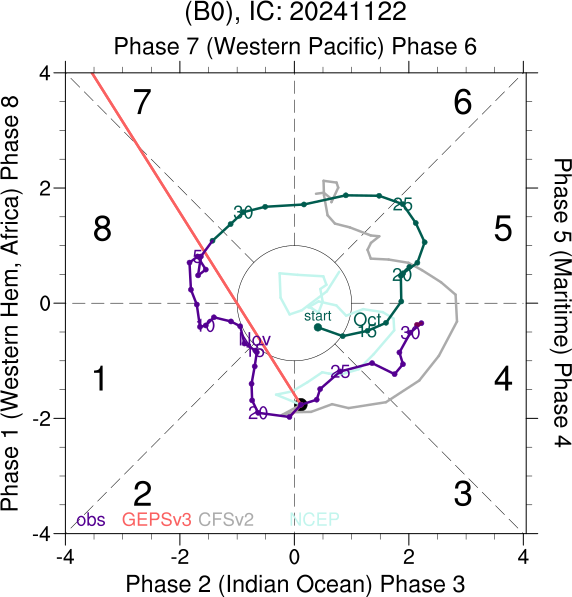 (B0), IC: 20241122
Phase 7 (Western Pacific) Phase 6
Phase 1 (Western Hem, Africa) Phase 8
Phase 5 (Maritime) Phase 4
4
2
0
-2
-4
7
6
8
5
1
4
2
3
30
25
5
20
start
Oct
15
30
Nov
15
25
20
obs
GEPSv3
CFSv2
NCEP
-4
-2
0
2
4
Phase 2 (Indian Ocean) Phase 3